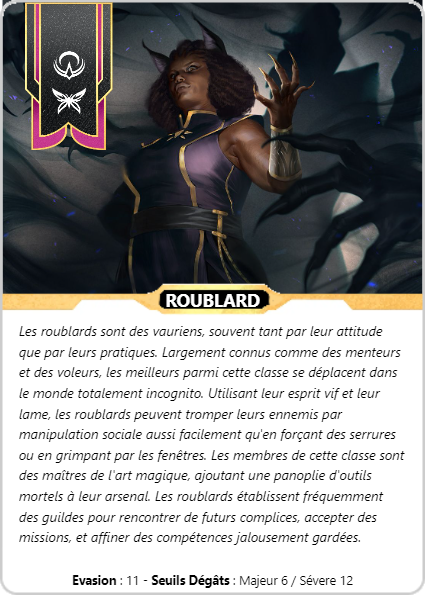 ROUBLARD
Les roublards sont des vauriens, souvent tant par leur attitude
que par leurs pratiques. Largement connus comme des menteurs
et des voleurs, les meilleurs parmi cette classe se déplacent dans
le monde totalement incognito. Utilisant leur esprit vif et leur
lame, les roublards peuvent tromper leurs ennemis par
manipulation sociale aussi facilement qu'en forçant des serrures
ou en grimpant par les fenêtres. Les membres de cette classe sont
des maîtres de l'art magique, ajoutant une panoplie d'outils
mortels à leur arsenal. Les roublards établissent fréquemment
des guildes pour rencontrer de futurs complices, accepter des
missions, et affiner des compétences jalousement gardées.
Evasion : 11 - Seuils Dégâts : Majeur 6 / Sévere 12